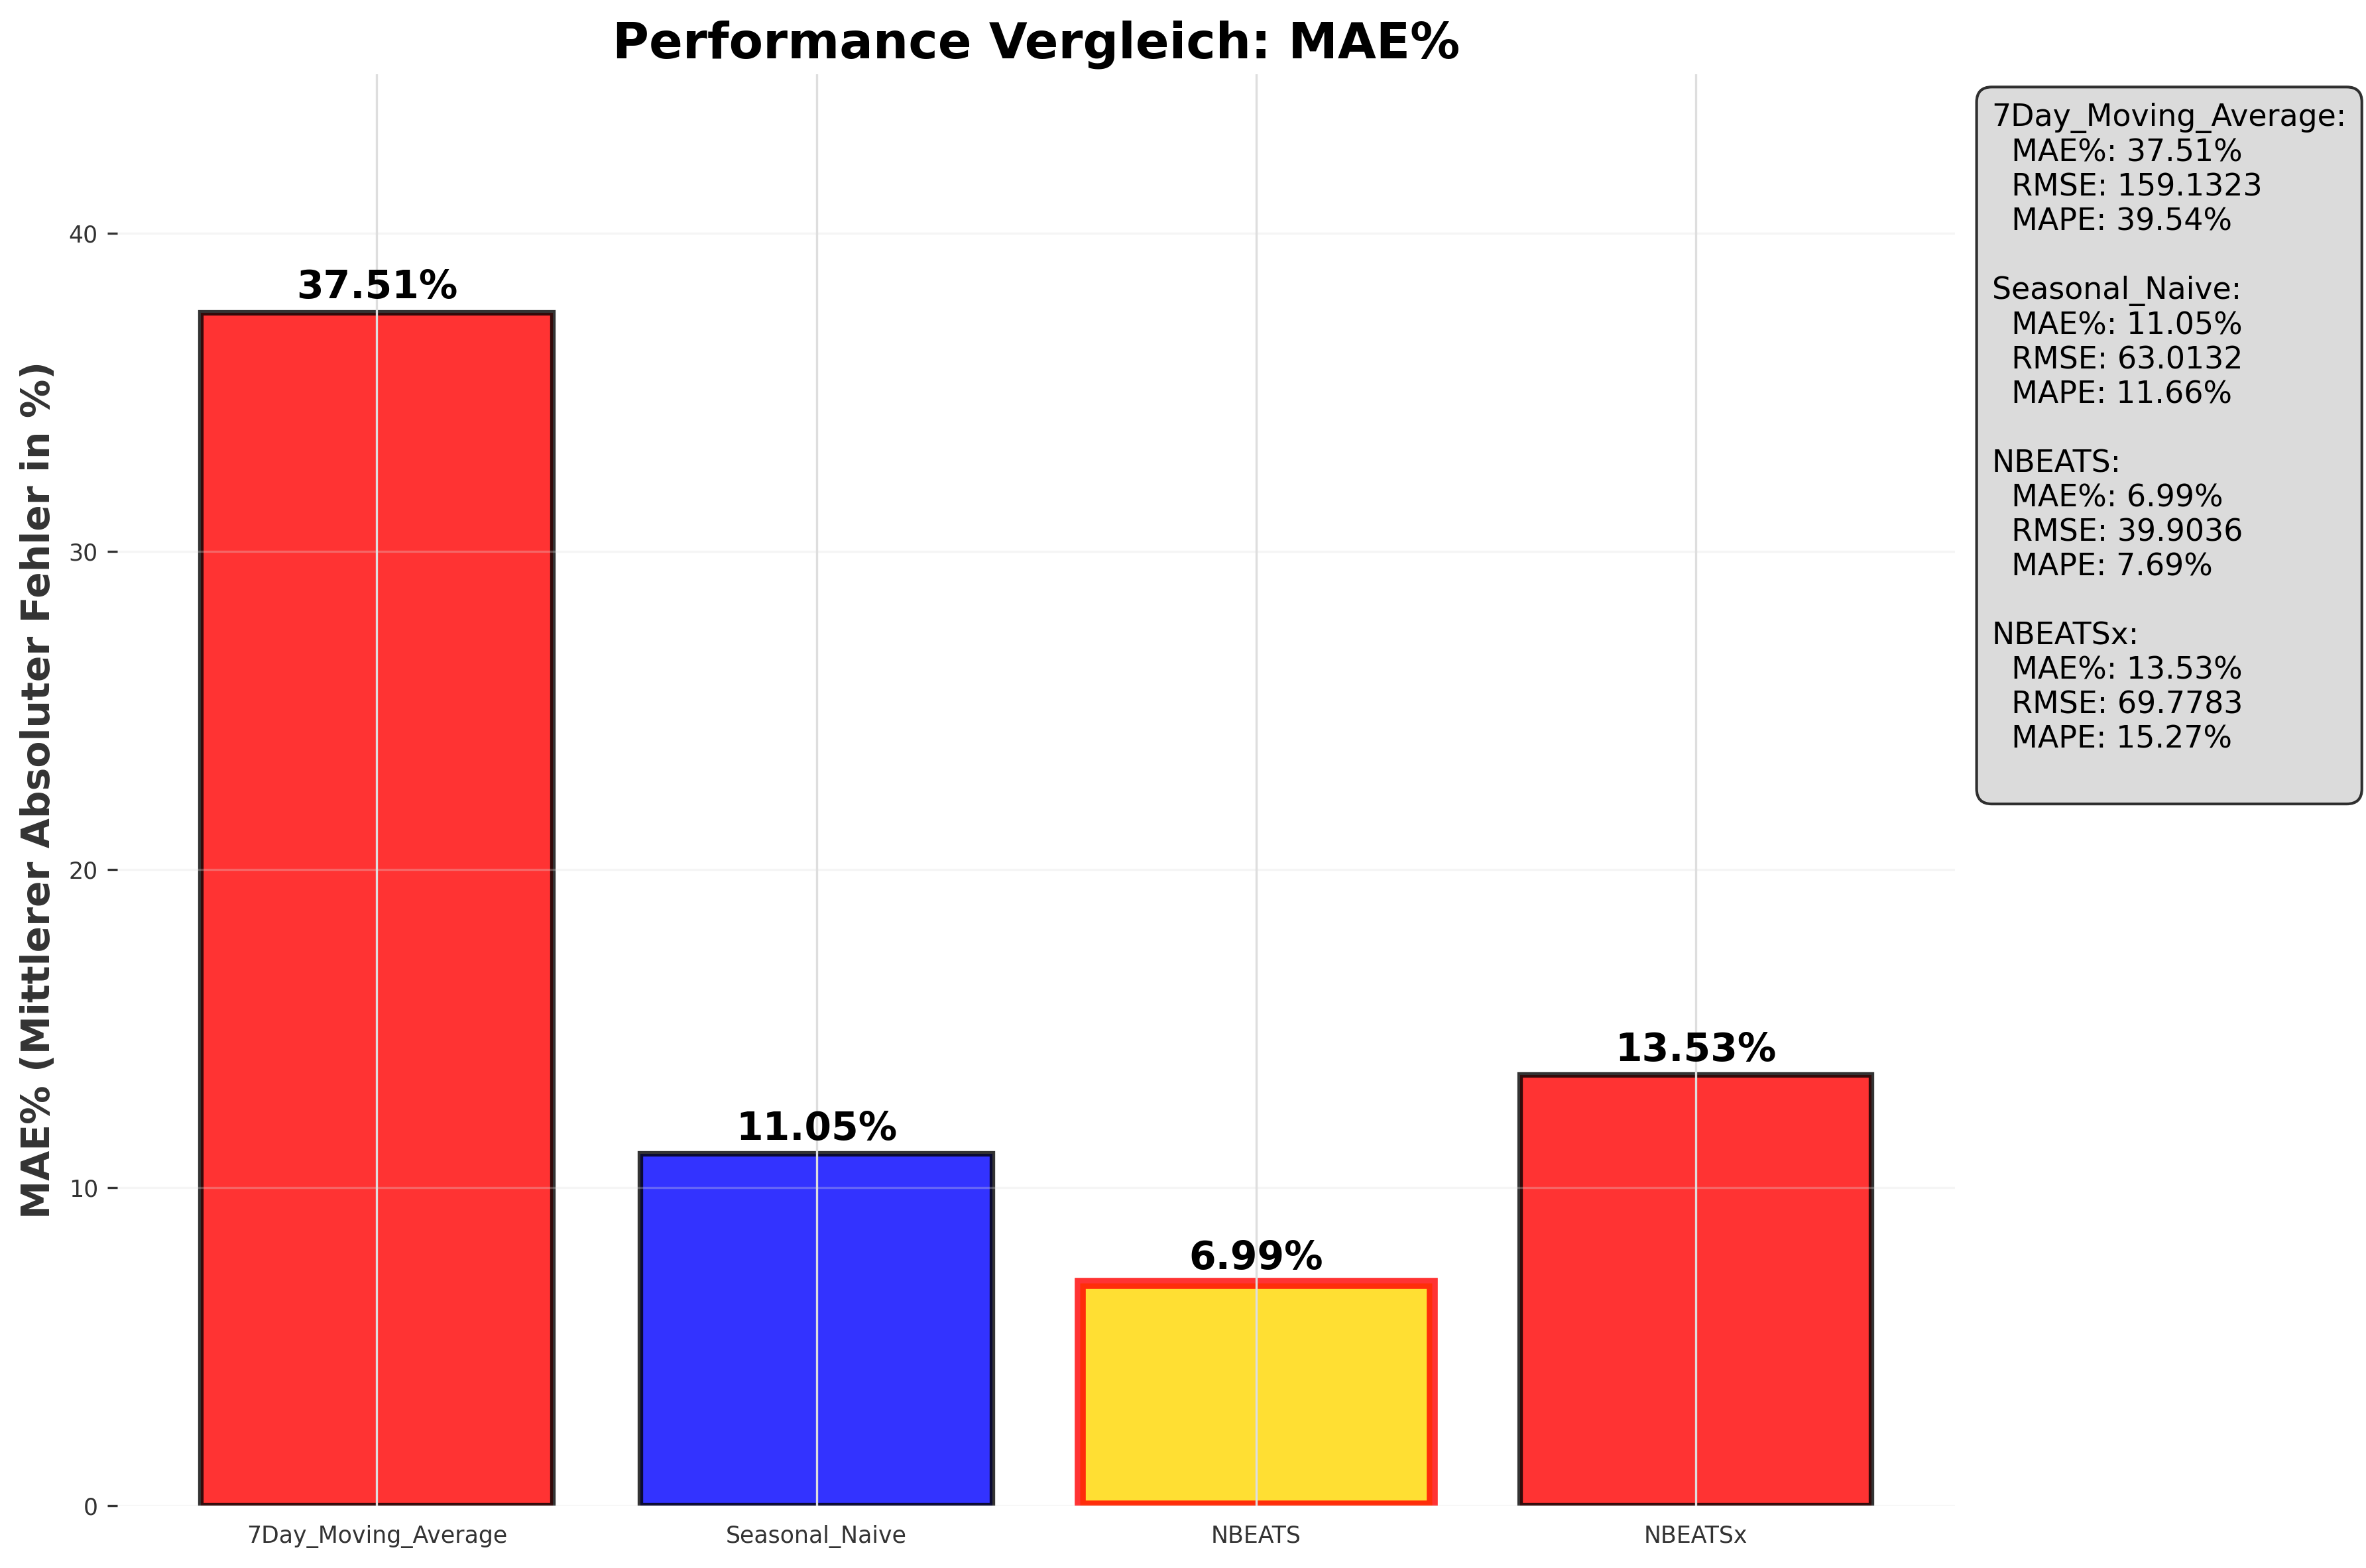 Performance Vergleich: MAE%
MAE% (Mittlerer Absoluter Fehler in %)
40
30
20
10
0
37.51%
11.05%
6.99%
13.53%
7Day_Moving_Average
Seasonal_Naive
NBEATS
NBEATSx
7Day_Moving_Average:
MAE%: 37.51%
RMSE: 159.1323
MAPE: 39.54%
Seasonal_Naive:
MAE%: 11.05%
RMSE: 63.0132
MAPE: 11.66%
NBEATS:
MAE%: 6.99%
RMSE: 39.9036
MAPE: 7.69%
NBEATSx:
MAE%: 13.53%
RMSE: 69.7783
MAPE: 15.27%